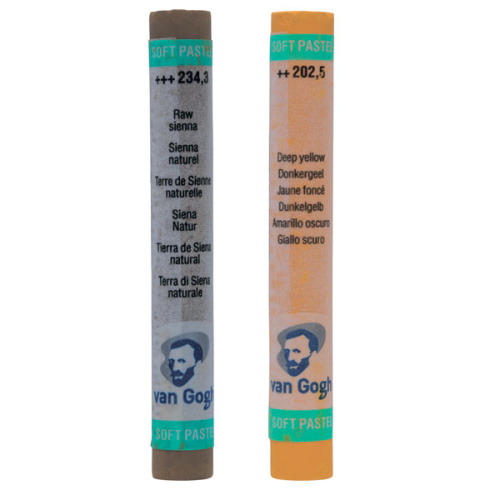 SOFT PASTEL
+++ 234,3
Raw
sienna
Sienna
naturel
Terre de Sienne
naturelle
Siena
Natur
Tierra de Siena
natural
Terra di Siena
naturale
van Gogh
SOFT PASTEL
SOFT PASTEL
++ 202,5
Deep yellow
Donkergeel
Jaune foncé
Dunkelgelb
Amarillo oscuro
Giallo scuro
van Gogh
SOFT PASTEL